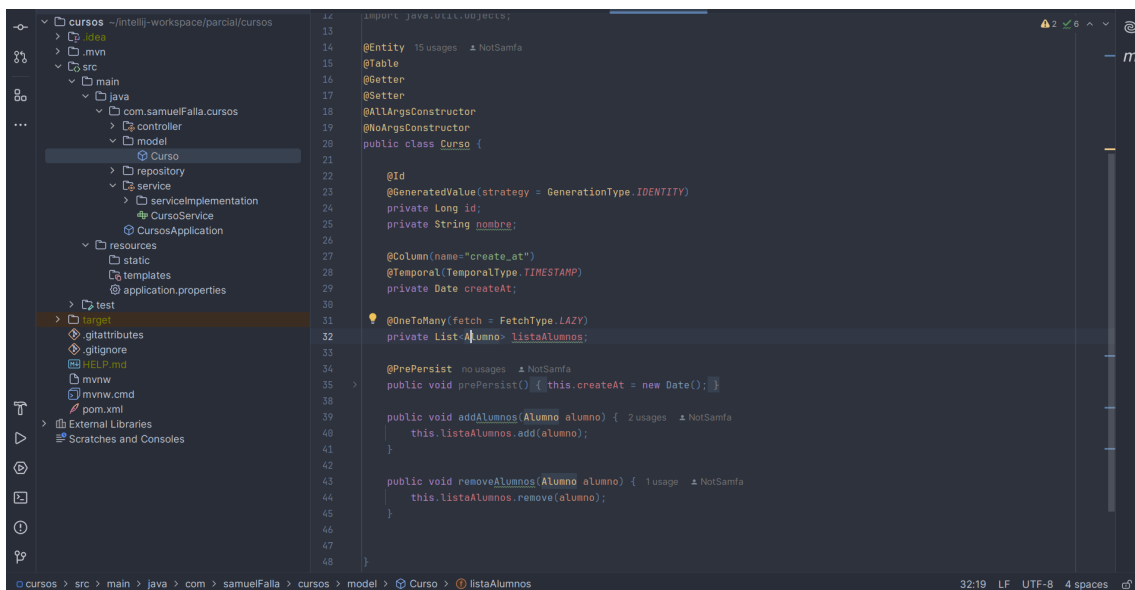 cursos ~/intellij-workspace/parcial/cursos
.idea
.mvn
src
main
java
com.samuelFalla.cursos
controller
model
Curso
repository
service
serviceImplementation
CursoService
CursosApplication
resources
static
templates
application.properties
test
target
.gitattributes
.gitignore
HELP.md
mvnw
mvnw.cmd
pom.xml
External Libraries
Scratches and Consoles
12 import java.util.Objects;
13
14 @Entity 15 usages NotSamfa
15 @Table
16 @Getter
17 @Setter
18 @AllArgsConstructor
19 @NoArgsConstructor
20 public class Curso {
21
22 @Id
23 @GeneratedValue(strategy = GenerationType.IDENTITY)
24 private Long id;
25 private String nombre;
26
27 @Column(name="create_at")
28 @Temporal(TemporalType.TIMESTAMP)
29 private Date createAt;
30
31 @OneToMany(fetch = FetchType.LAZY)
32 private List<Alumno> listaAlumnos;
33
34 @PrePersist no usages NotSamfa
35 public void prePersist() { this.createAt = new Date(); }
38
39 public void addAlumnos(Alumno alumno) { 2 usages NotSamfa
40 this.listaAlumnos.add(alumno);
41 }
42
43 public void removeAlumnos(Alumno alumno) { 1 usage NotSamfa
44 this.listaAlumnos.remove(alumno);
45 }
46
47
48 }
2 6
m
cursos > src > main > java > com > samuelFalla > cursos > model > Curso > listaAlumnos
32:19 LF UTF-8 4 spaces